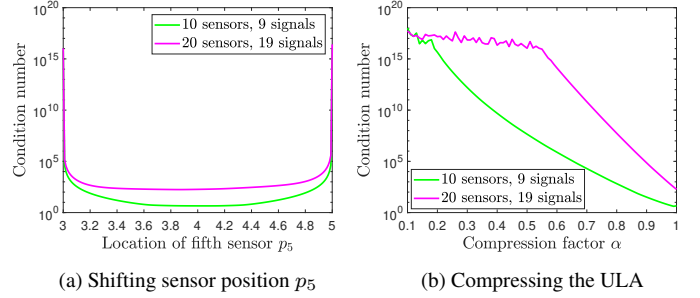 10^20
10^15
10^10
10^5
10^0
Condition number
10 sensors, 9 signals
20 sensors, 19 signals
3 3.2 3.4 3.6 3.8 4 4.2 4.4 4.6 4.8 5
Location of fifth sensor p_5
(a) Shifting sensor position p_5
10^20
10^15
10^10
10^5
10^0
Condition number
10 sensors, 9 signals
20 sensors, 19 signals
0.1 0.2 0.3 0.4 0.5 0.6 0.7 0.8 0.9 1
Compression factor α
(b) Compressing the ULA